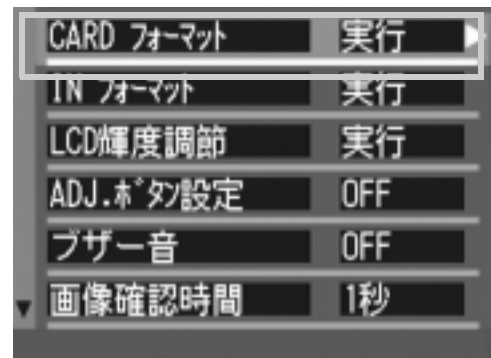 CARD フォーマット 実行
IN フォーマット 実行
LCD輝度調節 実行
ADJ.ボタン設定 OFF
ブザー音 OFF
画像確認時間 1秒